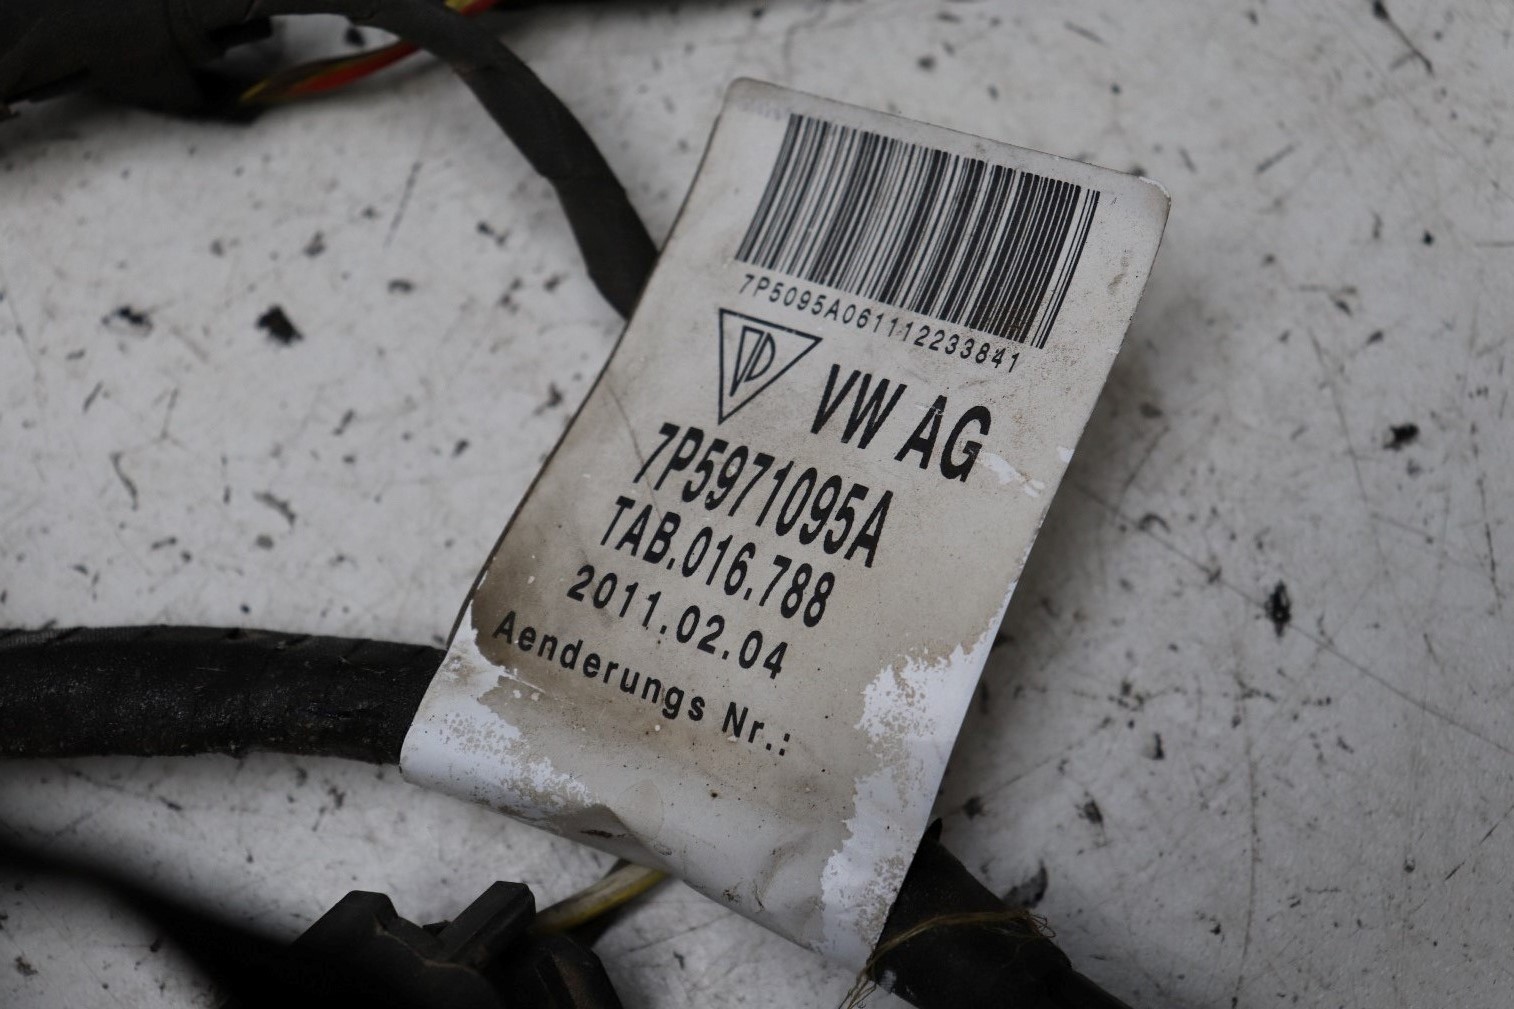 7P5095A061112233841
VW AG
7P5971095A
TAB.016.788
2011.02.04
Aenderungs Nr.: